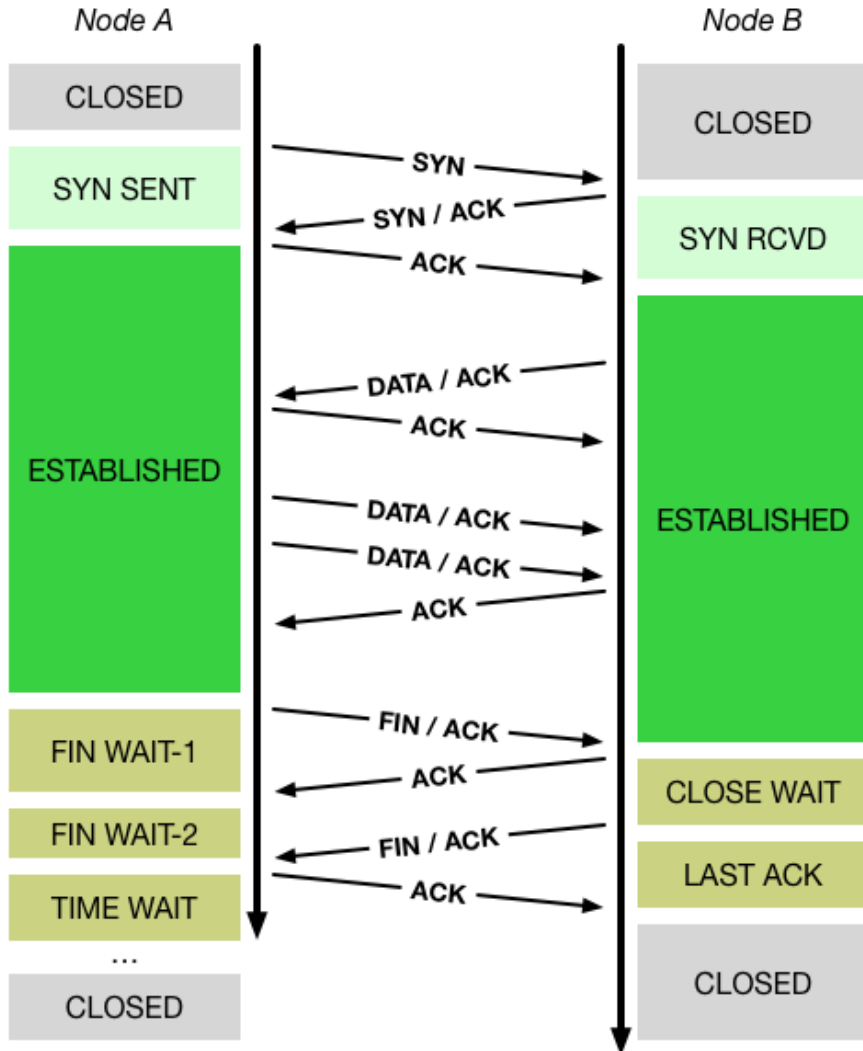 Node A
Node B
CLOSED
CLOSED
SYN
SYN SENT
SYN / ACK
SYN RCVD
ACK
DATA / ACK
ACK
ESTABLISHED
DATA / ACK
ESTABLISHED
DATA / ACK
ACK
FIN / ACK
FIN WAIT-1
ACK
CLOSE WAIT
FIN WAIT-2
FIN / ACK
LAST ACK
ACK
TIME WAIT
...
CLOSED
CLOSED